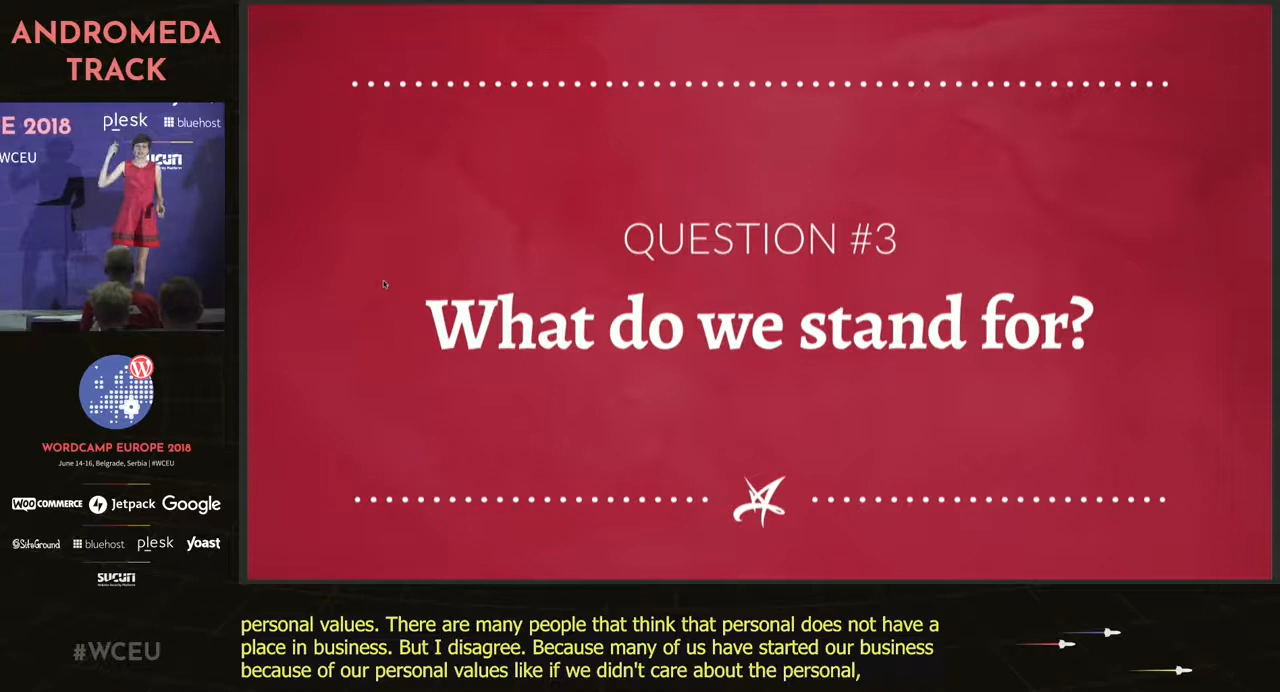 ANDROMEDA
TRACK
E 2018
plesk
bluehost
WCEU
sucuri
QUESTION #3
What do we stand for?
WORDCAMP EUROPE 2018
June 14-16, Belgrade, Serbia | #WCEU
WOOCOMMERCE Jetpack Google
SiteGround bluehost plesk yoast
SUCURI
#WCEU
personal values. There are many people that think that personal does not have a
place in business. But I disagree. Because many of us have started our business
because of our personal values like if we didn't care about the personal,